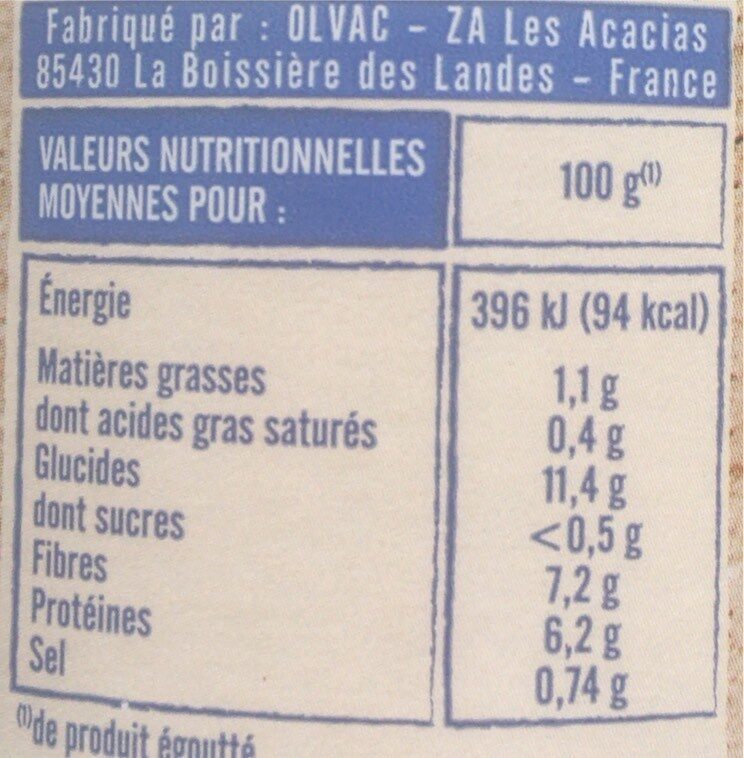 Fabriqué par : OLVAC – ZA Les Acacias
85430 La Boissière des Landes – France
VALEURS NUTRITIONNELLES
MOYENNES POUR :
100 g(1)
Énergie 396 kJ (94 kcal)
Matières grasses 1,1 g
dont acides gras saturés 0,4 g
Glucides 11,4 g
dont sucres <0,5 g
Fibres 7,2 g
Protéines 6,2 g
Sel 0,74 g
(1)de produit égoutté